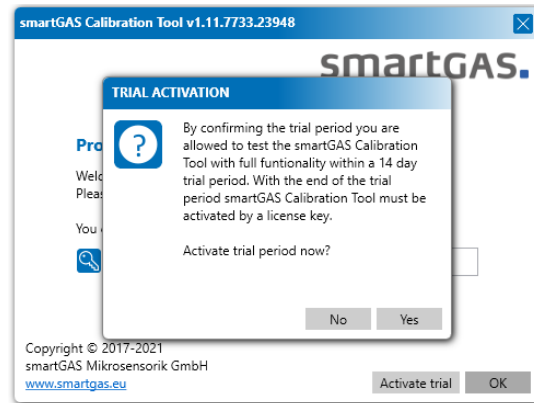 smartGAS Calibration Tool v1.11.7733.23948
smartGAS.
TRIAL ACTIVATION
By confirming the trial period you are
allowed to test the smartGAS Calibration
Tool with full funtionality within a 14 day
trial period. With the end of the trial
period smartGAS Calibration Tool must be
activated by a license key.
Activate trial period now?
No Yes
You
Copyright © 2017-2021
smartGAS Mikrosensorik GmbH
www.smartgas.eu
Activate trial OK